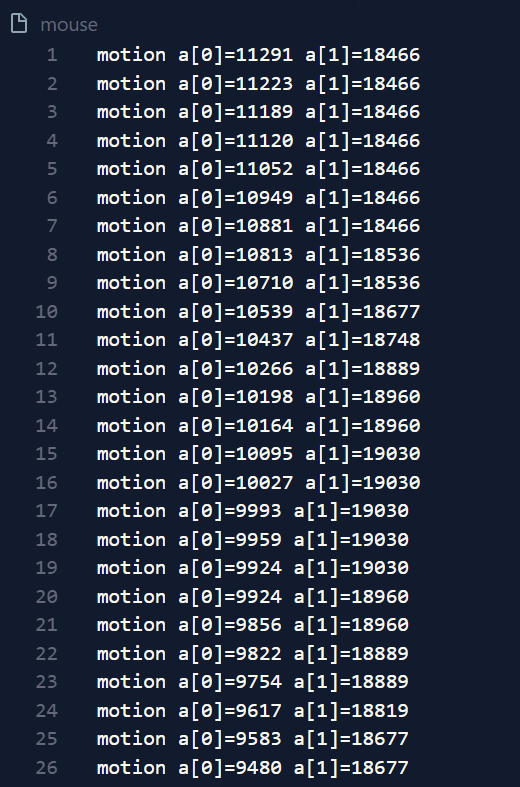 mouse
1 motion a[0]=11291 a[1]=18466
2 motion a[0]=11223 a[1]=18466
3 motion a[0]=11189 a[1]=18466
4 motion a[0]=11120 a[1]=18466
5 motion a[0]=11052 a[1]=18466
6 motion a[0]=10949 a[1]=18466
7 motion a[0]=10881 a[1]=18466
8 motion a[0]=10813 a[1]=18536
9 motion a[0]=10710 a[1]=18536
10 motion a[0]=10539 a[1]=18677
11 motion a[0]=10437 a[1]=18748
12 motion a[0]=10266 a[1]=18889
13 motion a[0]=10198 a[1]=18960
14 motion a[0]=10164 a[1]=18960
15 motion a[0]=10095 a[1]=19030
16 motion a[0]=10027 a[1]=19030
17 motion a[0]=9993 a[1]=19030
18 motion a[0]=9959 a[1]=19030
19 motion a[0]=9924 a[1]=19030
20 motion a[0]=9924 a[1]=18960
21 motion a[0]=9856 a[1]=18960
22 motion a[0]=9822 a[1]=18889
23 motion a[0]=9754 a[1]=18889
24 motion a[0]=9617 a[1]=18819
25 motion a[0]=9583 a[1]=18677
26 motion a[0]=9480 a[1]=18677